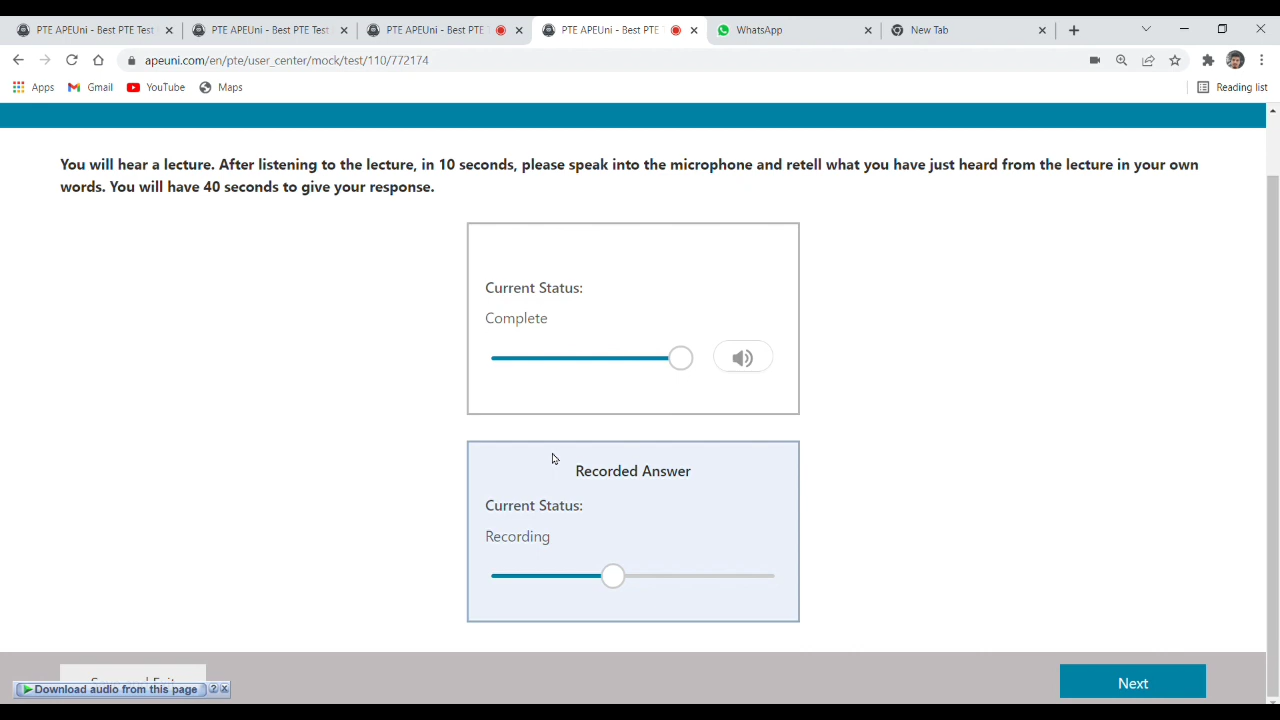 PTE APEUni - Best PTE Test
PTE APEUni - Best PTE Test
PTE APEUni - Best PTE
PTE APEUni - Best PTE
WhatsApp
New Tab
apeuni.com/en/pte/user_center/mock/test/110/772174
Apps
Gmail
YouTube
Maps
Reading list
You will hear a lecture. After listening to the lecture, in 10 seconds, please speak into the microphone and retell what you have just heard from the lecture in your own
words. You will have 40 seconds to give your response.
Current Status:
Complete
Recorded Answer
Current Status:
Recording
Download audio from this page ? X
Next